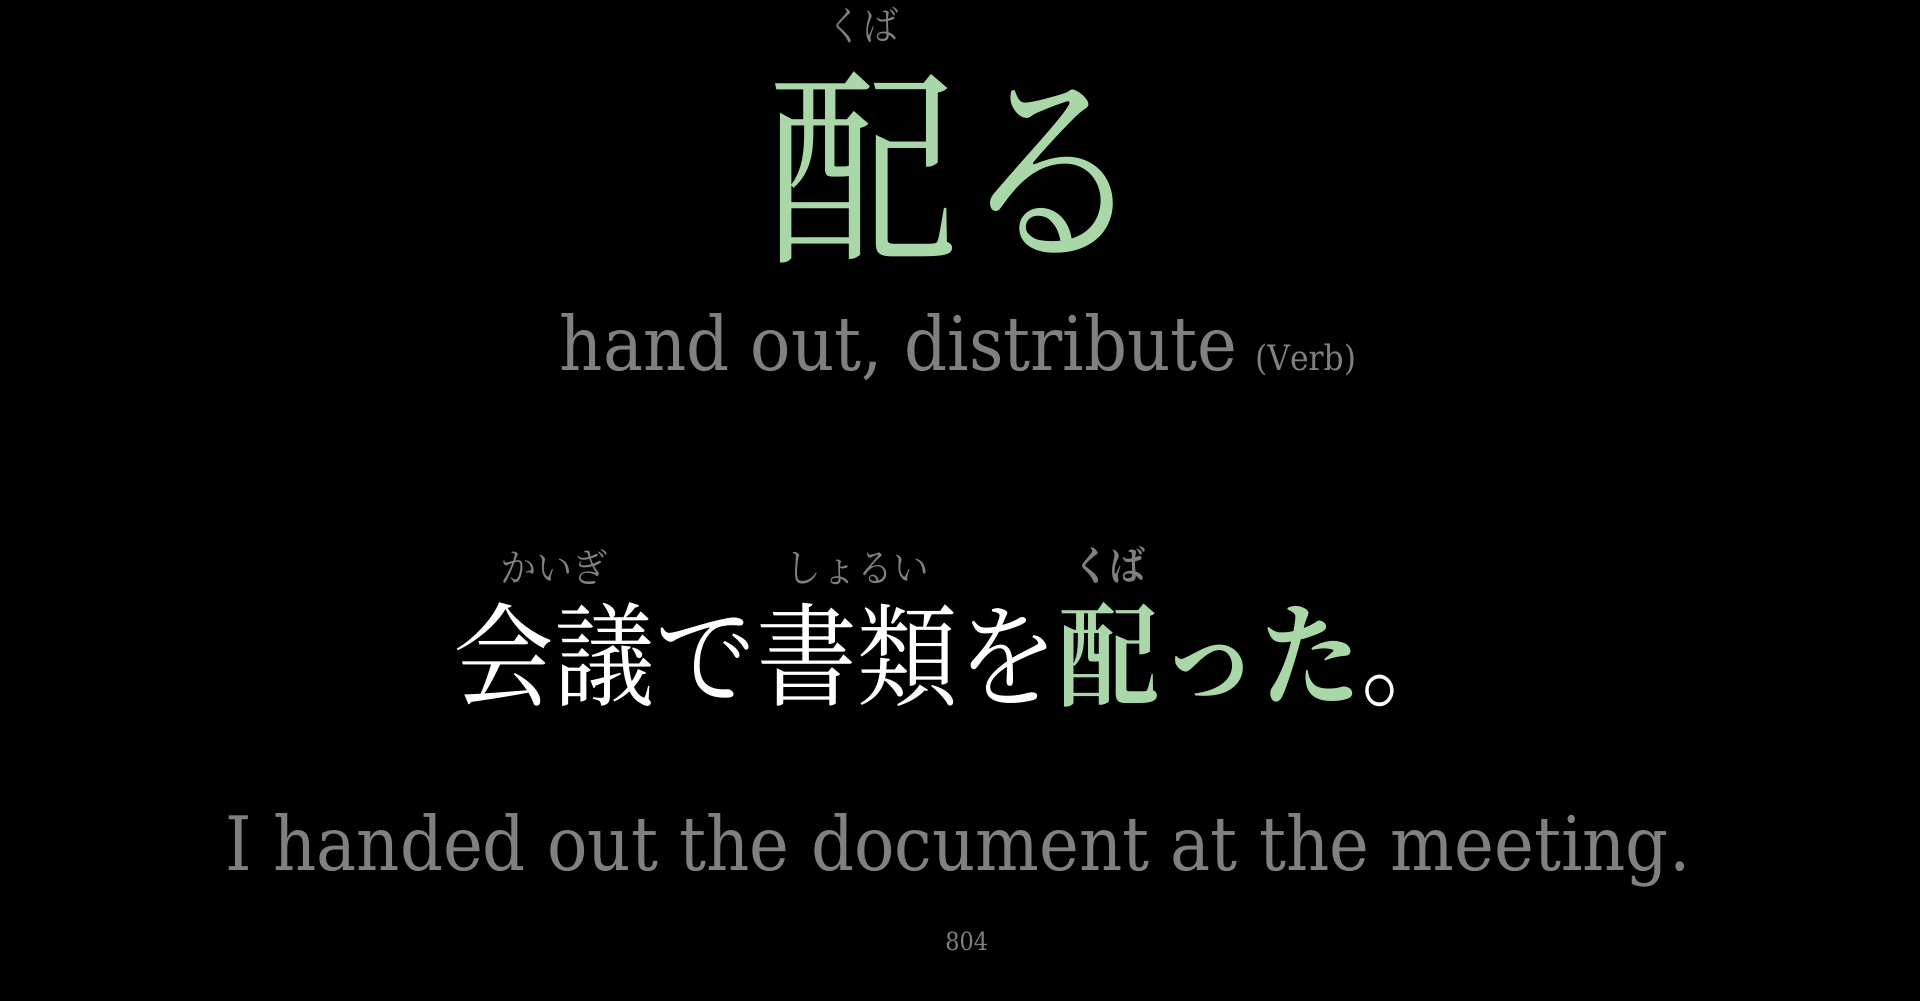 くば
配る
hand out, distribute (Verb)
かいぎ しょるい くば
会議で書類を配った。
I handed out the document at the meeting.
804